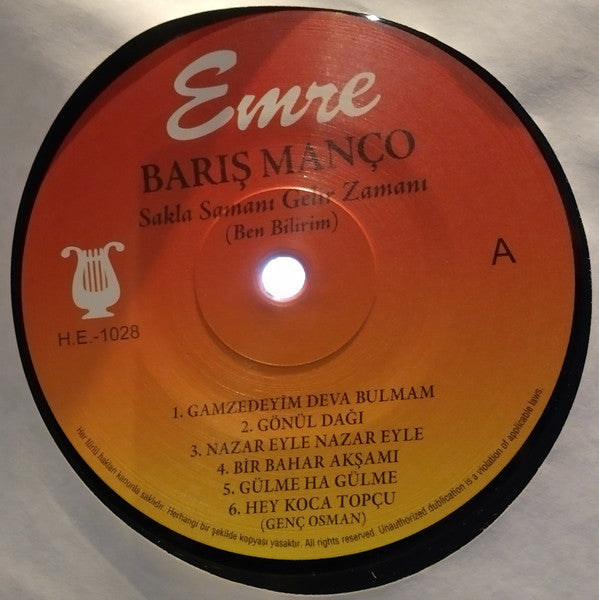 Emre
BARIŞ MANÇO
Sakla Samanı Gelir Zamanı
(Ben Bilirim)
A
H.E.-1028
1. GAMZEDEYİM DEVA BULMAM
2. GÖNÜL DAĞI
3. NAZAR EYLE NAZAR EYLE
4. BİR BAHAR AKŞAMI
5. GÜLME HA GÜLME
6. HEY KOCA TOPÇU
(GENÇ OSMAN)
Her türlü hakları kanunla saklıdır. Herhangi bir şekilde kopyası yasaktır. All rights reserved. Unauthorized dublication is a violation of applicable laws.